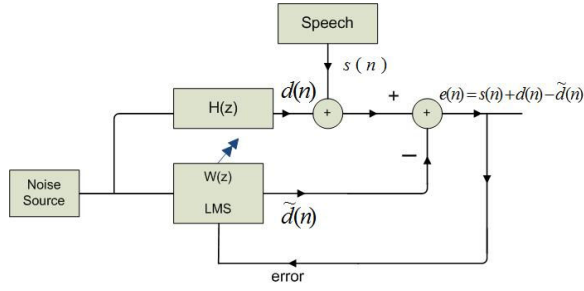 Speech
s(n)
d(n)
+
e(n)=s(n)+d(n)−d̃(n)
H(z)
+
+
−
W(z)
LMS
d̃(n)
Noise
Source
error